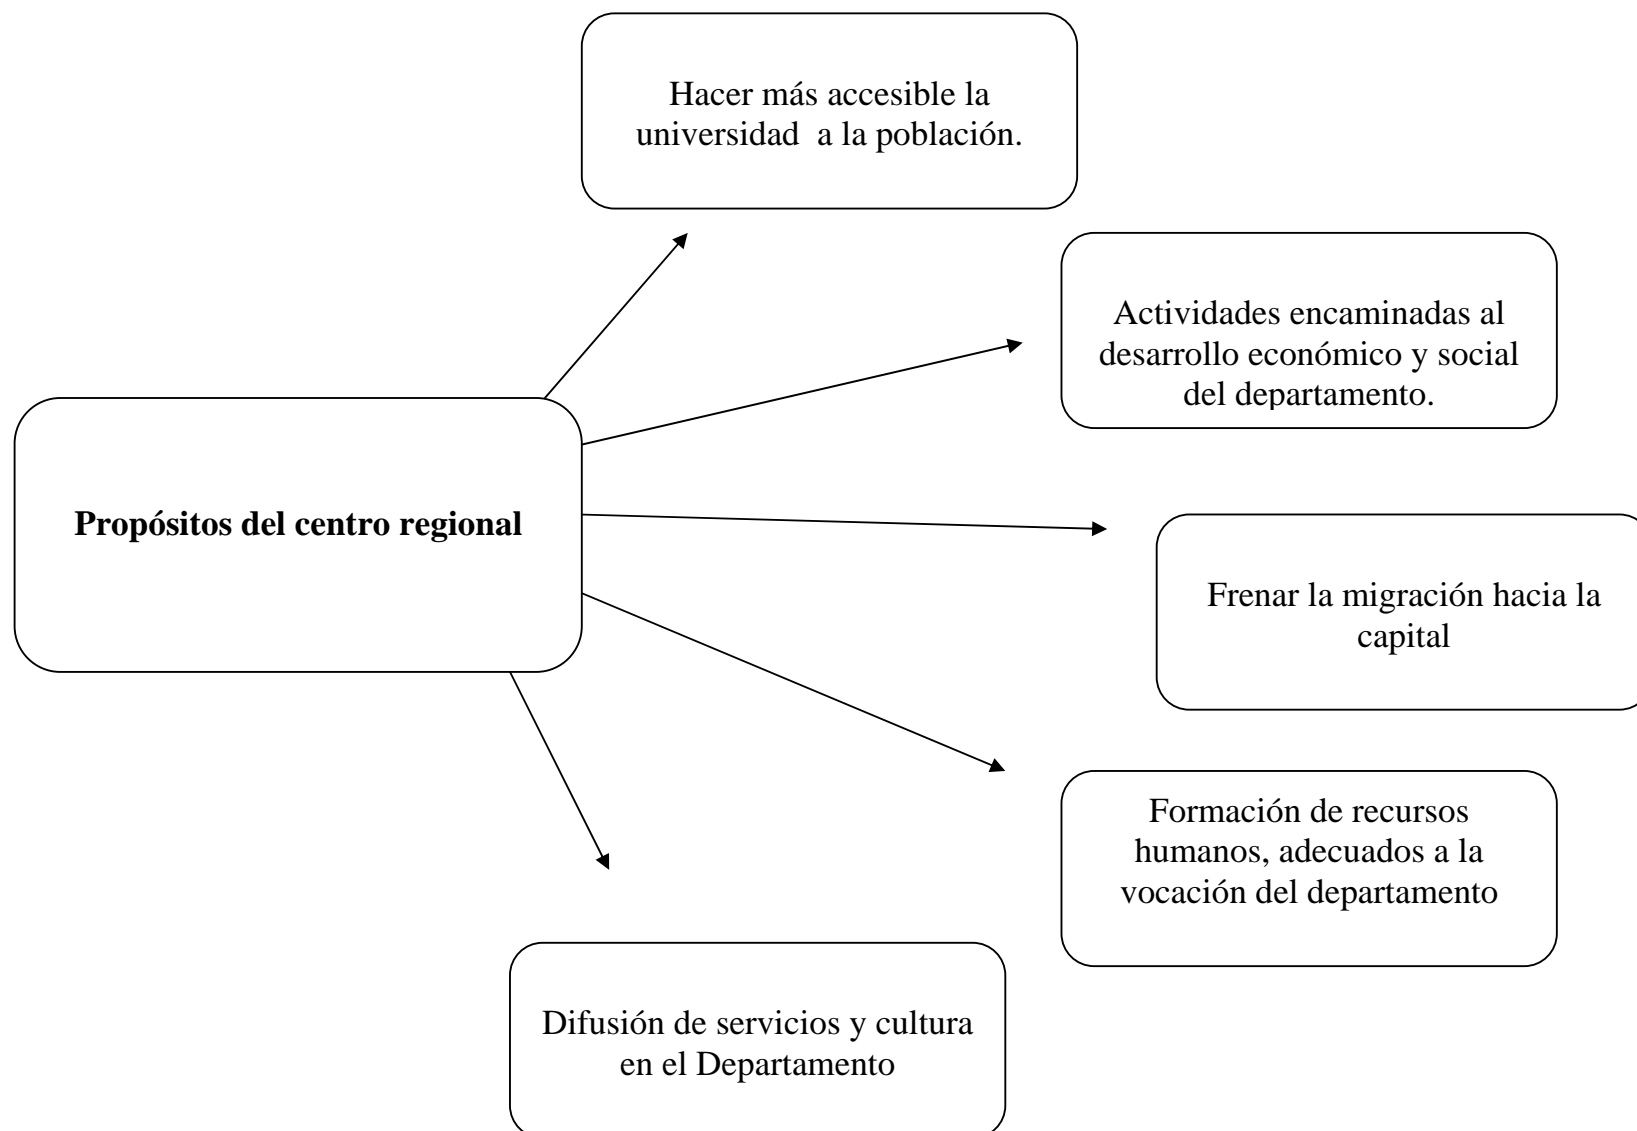 Hacer más accesible la
universidad  a la población.
Actividades encaminadas al
desarrollo económico y social
del departamento.
Propósitos del centro regional
Frenar la migración hacia la
capital
Formación de recursos
humanos, adecuados a la
vocación del departamento
Difusión de servicios y cultura
en el Departamento